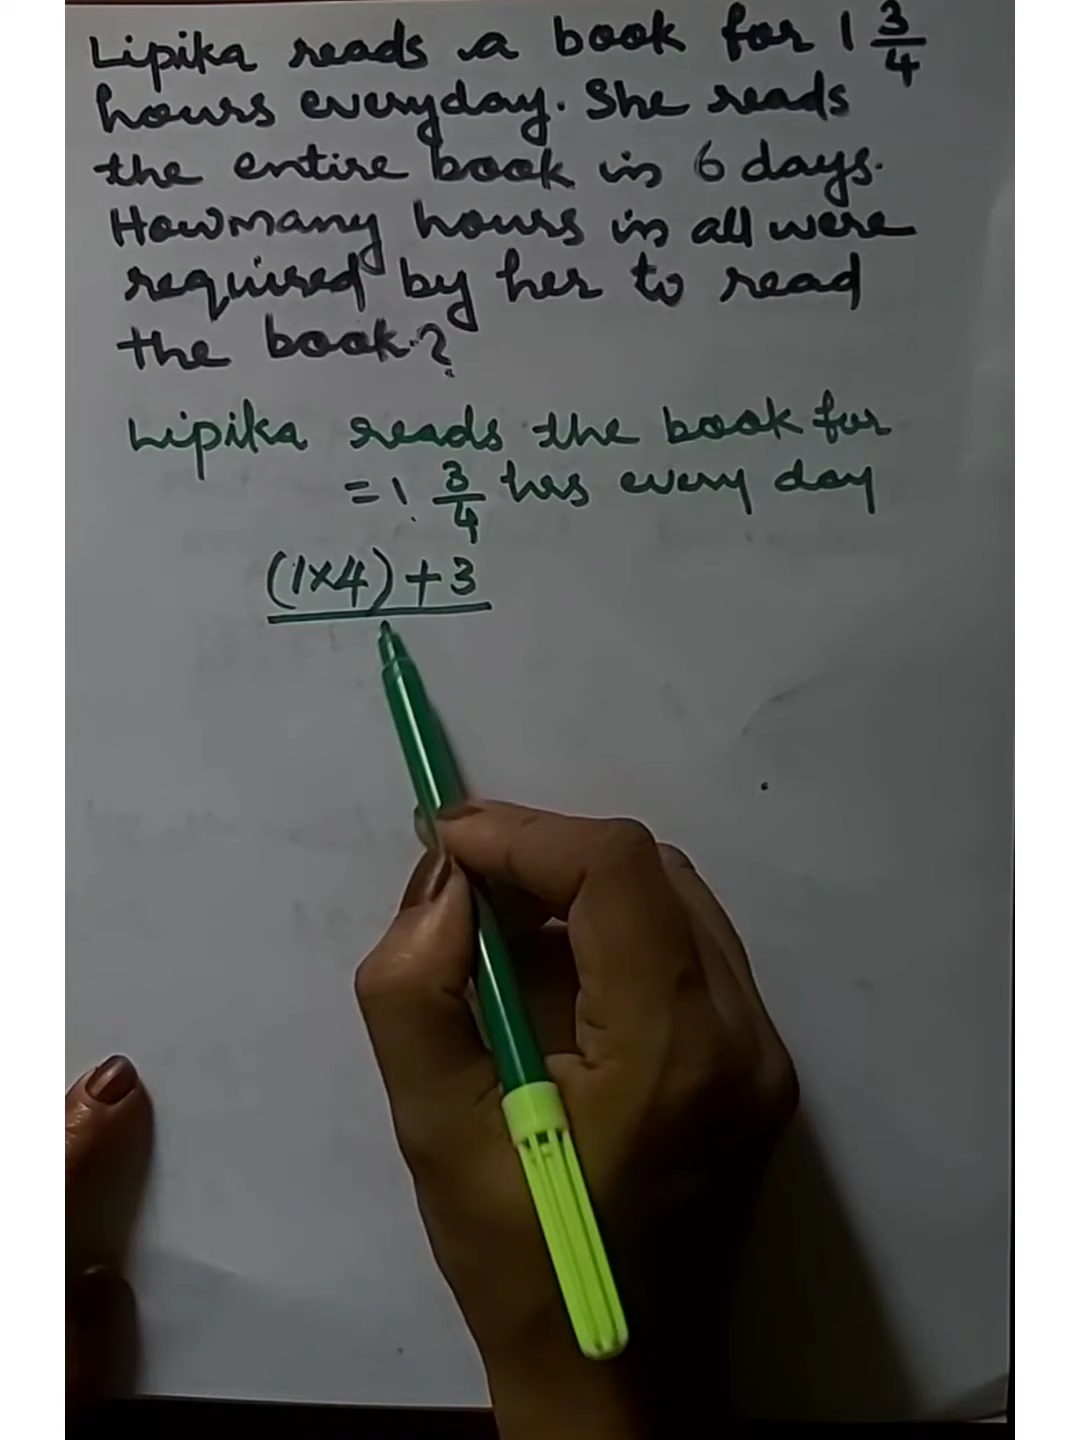 Lipika reads a book for 1 3/4
hours everyday. She reads
the entire book in 6 days.
Howmany hours in all were
required by her to read
the book?
Lipika reads the book for
= 1 3/4 hrs every day
(1×4) + 3